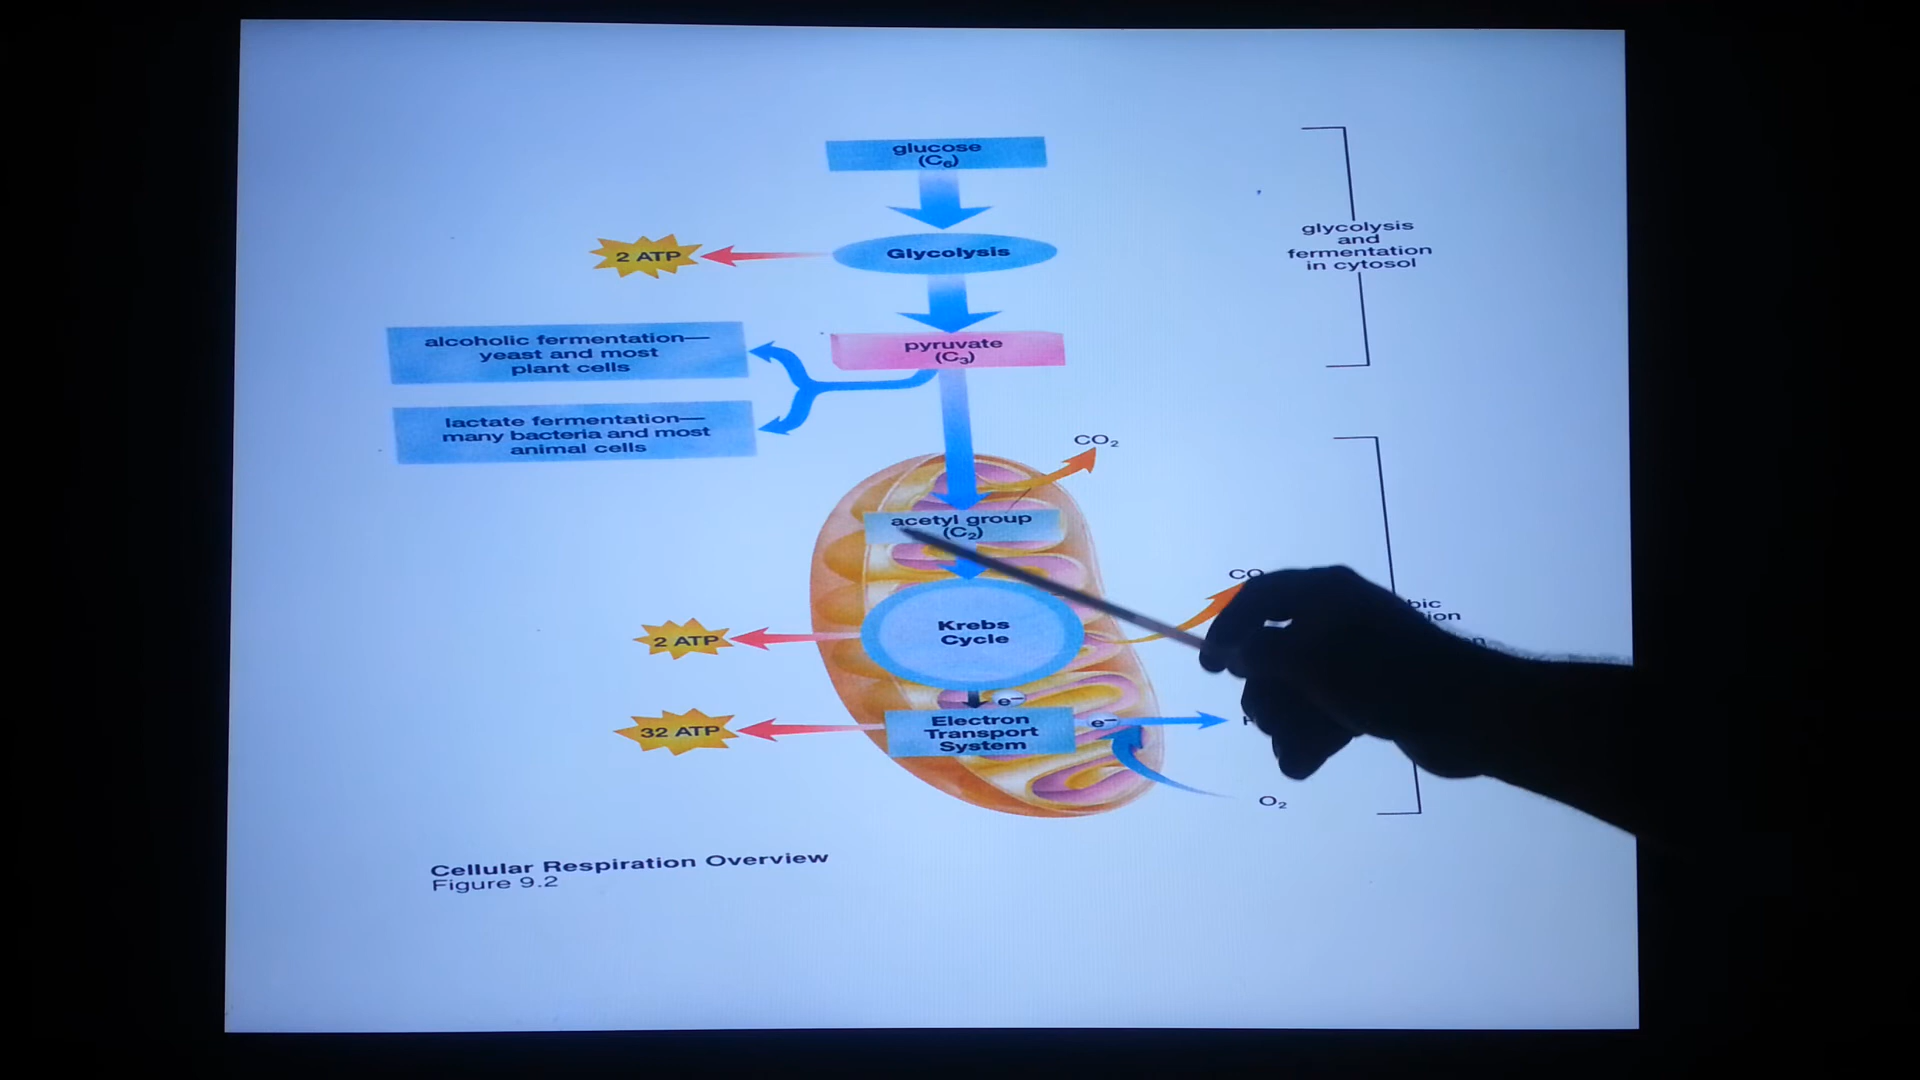 glucose
(C₆)
Glycolysis
2 ATP
pyruvate
(C₃)
alcoholic fermentation—
yeast and most
plant cells
lactate fermentation—
many bacteria and most
animal cells
glycolysis
and
fermentation
in cytosol
CO₂
acetyl group
(C₂)
Krebs
Cycle
2 ATP
e⁻
Electron
Transport
System
e⁻
32 ATP
O₂
Cellular Respiration Overview
Figure 9.2